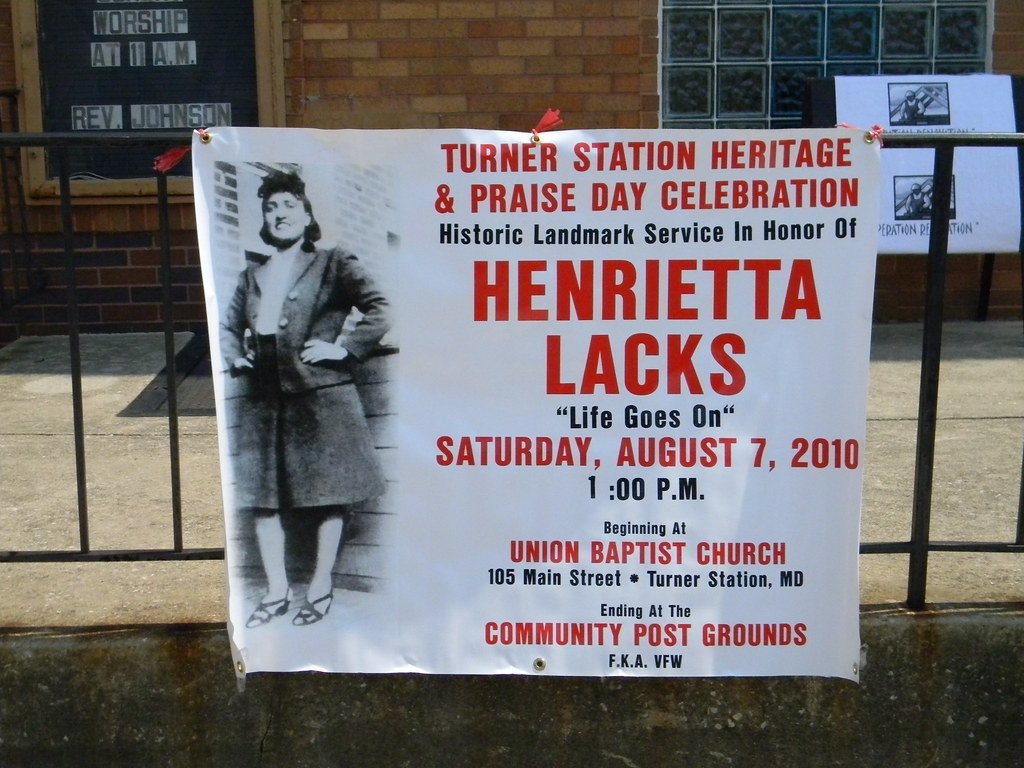 WORSHIP
AT 11 A.M.
REV. JOHNSON
TURNER STATION HERITAGE
& PRAISE DAY CELEBRATION
Historic Landmark Service In Honor Of
HENRIETTA
LACKS
“Life Goes On“
SATURDAY, AUGUST 7, 2010
1 :00 P.M.
Beginning At
UNION BAPTIST CHURCH
105 Main Street * Turner Station, MD
Ending At The
COMMUNITY POST GROUNDS
F.K.A. VFW